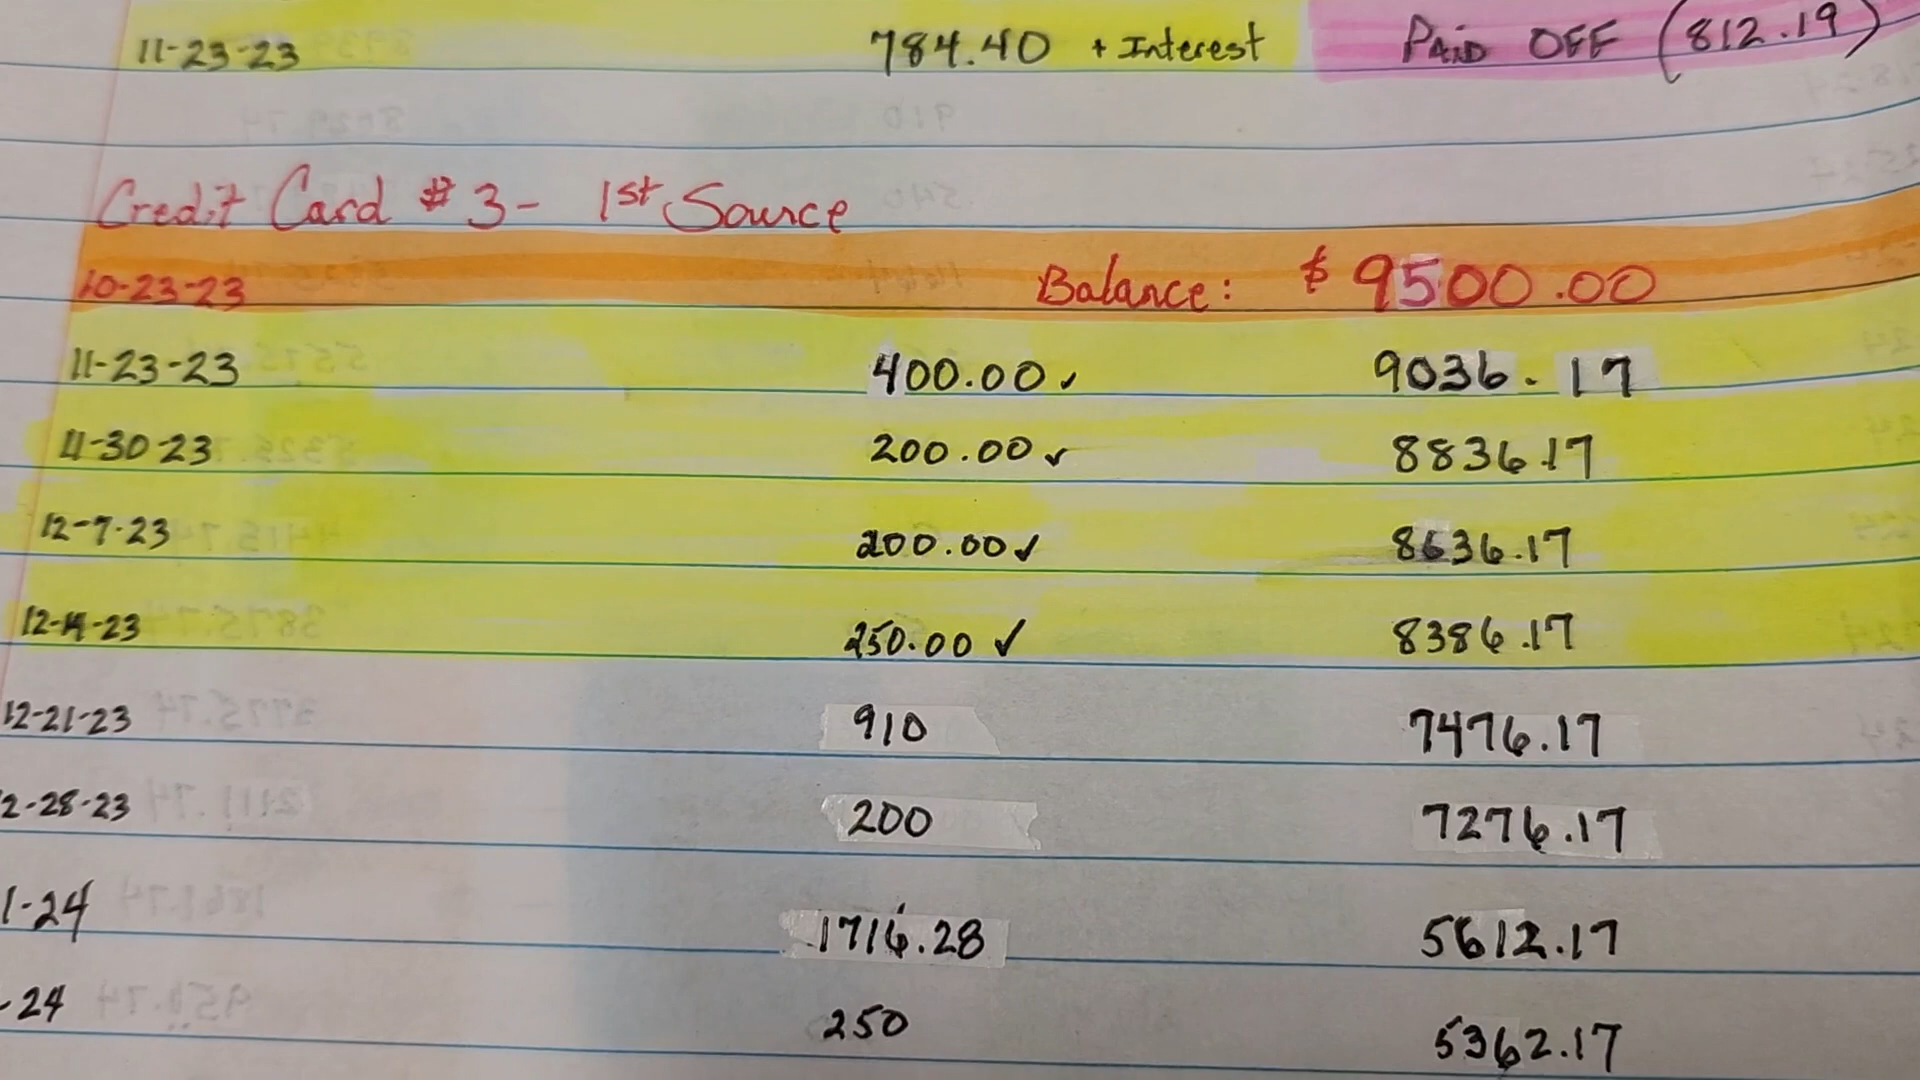 11-23-23 784.40 + Interest PAID OFF (812.19)
Credit Card # 3- 1st Source
10-23-23 Balance: $ 9500.00
11-23-23 400.00 ✓ 9036.17
11-30-23 200.00 ✓ 8836.17
12-7-23 200.00 ✓ 8636.17
12-14-23 250.00 ✓ 8386.17
12-21-23 910 7476.17
2-28-23 200 7276.17
1-24 1716.28 5612.17
-24 250 5362.17